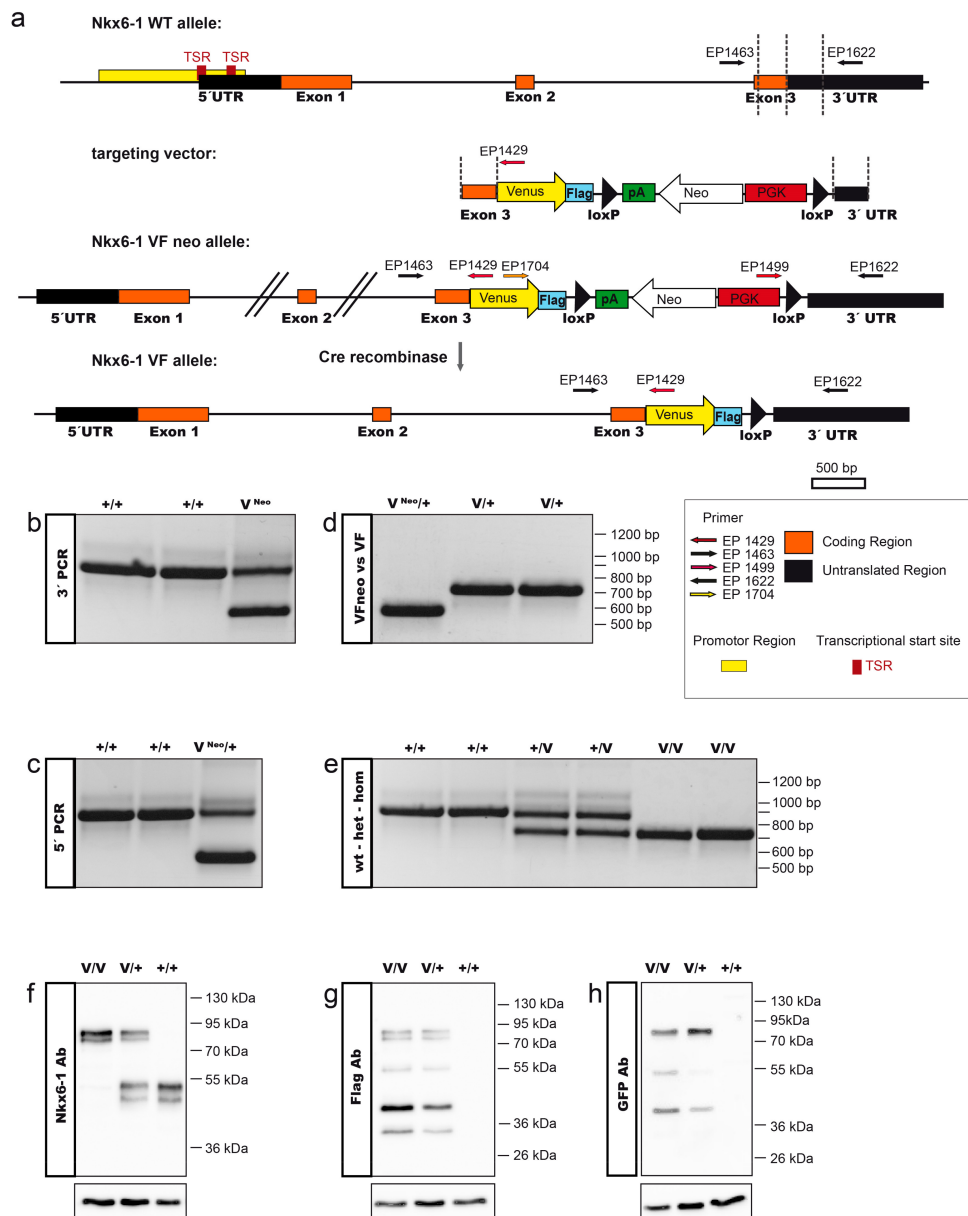 a
Nkx6-1 WT allele:
TSR TSR
EP1463 EP1622
5´UTR Exon 1 Exon 2 Exon 3 3´UTR
targeting vector:
EP1429
Venus Flag pA Neo PGK
Exon 3 loxP loxP 3´ UTR
Nkx6-1 VF neo allele:
EP1463 EP1429 EP1704 EP1499 EP1622
Venus Flag pA Neo PGK
5´UTR Exon 1 Exon 2 Exon 3 loxP loxP 3´ UTR
Cre recombinase
Nkx6-1 VF allele:
EP1463 EP1429 EP1622
Venus Flag
5´UTR Exon 1 Exon 2 Exon 3 loxP 3´ UTR
500 bp
b
3´ PCR
+/+ +/+ V Neo
d
VFneo vs VF
V Neo/+ V/+ V/+
1200 bp
1000 bp
800 bp
700 bp
600 bp
500 bp
Primer
EP 1429
EP 1463
EP 1499
EP 1622
EP 1704
Coding Region
Untranslated Region
Promotor Region
Transcriptional start site
TSR
c
5´ PCR
+/+ +/+ V Neo/+
e
wt - het - hom
+/+ +/+ +/V +/V V/V V/V
1200 bp
1000 bp
800 bp
600 bp
500 bp
f
Nkx6-1 Ab
V/V V/+ +/+
130 kDa
95 kDa
70 kDa
55 kDa
36 kDa
g
Flag Ab
V/V V/+ +/+
130 kDa
95 kDa
70 kDa
55 kDa
36 kDa
26 kDa
h
GFP Ab
V/V V/+ +/+
130 kDa
95kDa
70 kDa
55 kDa
36 kDa
26 kDa